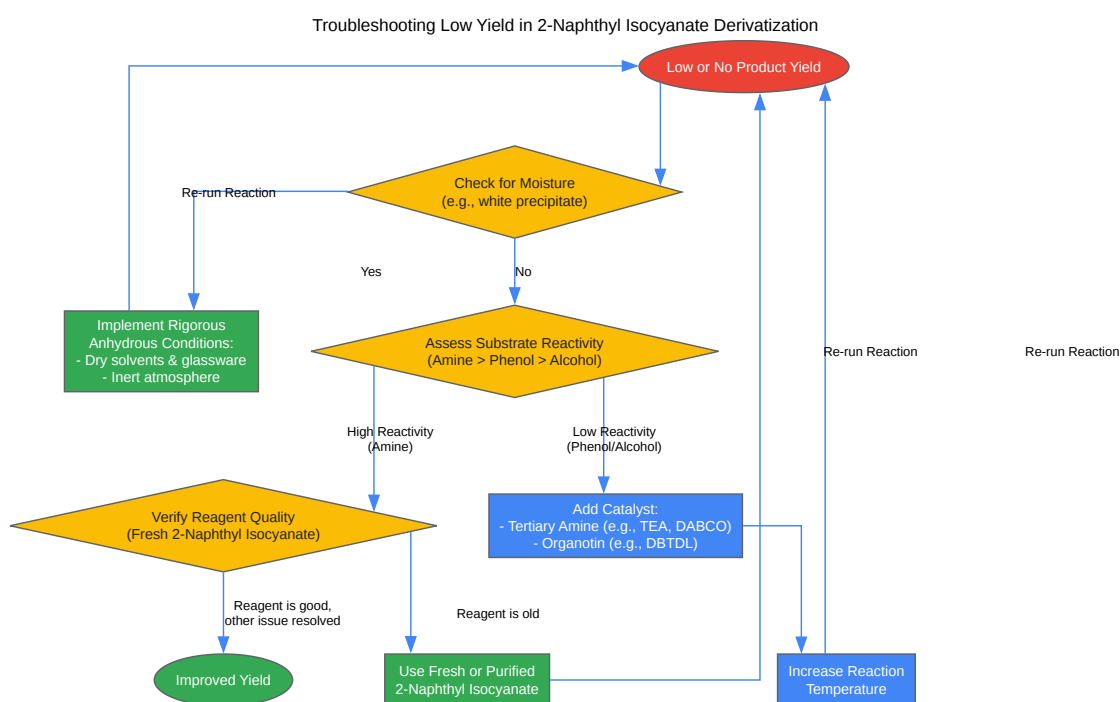 Troubleshooting Low Yield in 2-Naphthyl Isocyanate Derivatization
Low or No Product Yield
Check for Moisture
(e.g., white precipitate)
Re-run Reaction
Yes
No
Implement Rigorous
Anhydrous Conditions:
- Dry solvents & glassware
- Inert atmosphere
Assess Substrate Reactivity
(Amine > Phenol > Alcohol)
Re-run Reaction
Re-run Reaction
High Reactivity
(Amine)
Low Reactivity
(Phenol/Alcohol)
Verify Reagent Quality
(Fresh 2-Naphthyl Isocyanate)
Add Catalyst:
- Tertiary Amine (e.g., TEA, DABCO)
- Organotin (e.g., DBTDL)
Reagent is good,
other issue resolved
Reagent is old
Improved Yield
Use Fresh or Purified
2-Naphthyl Isocyanate
Increase Reaction
Temperature